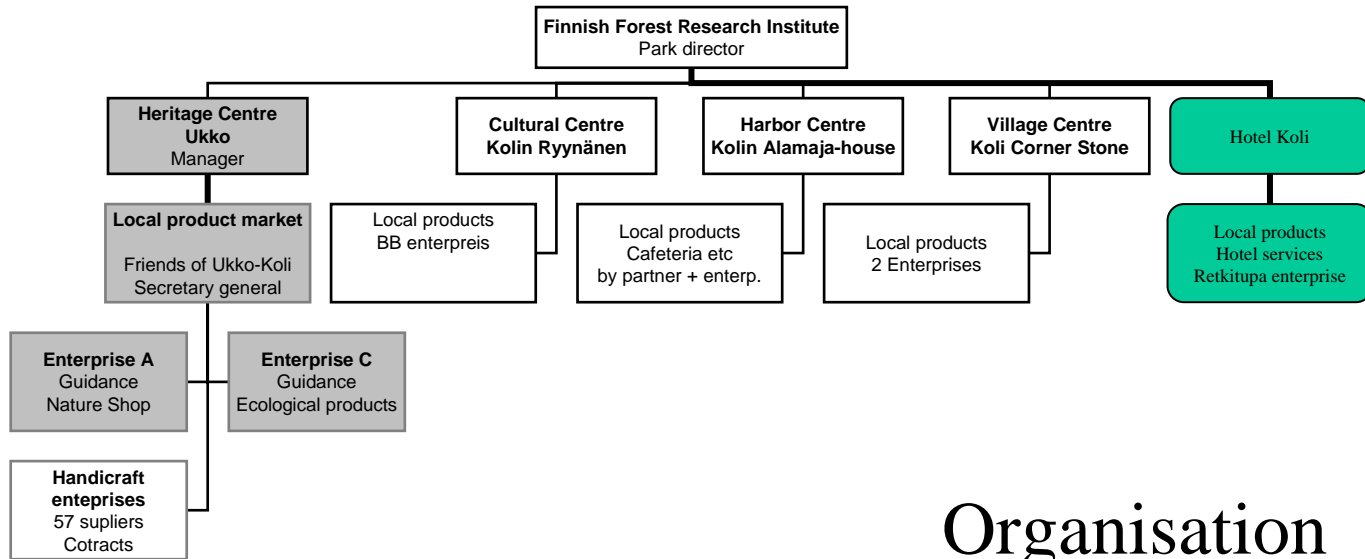 Finnish Forest Research Institute
Park director
Heritage Centre
Ukko
Manager
Cultural Centre
Kolin Ryynänen
Harbor Centre
Kolin Alamaja-house
Village Centre
Koli Corner Stone
Hotel Koli
Local product market
Friends of Ukko-Koli
Secretary general
Local products
BB enterpreis
Local products
Cafeteria etc
by partner + enterp.
Local products
2 Enterprises
Local products
Hotel services
Retkitupa enterprise
Enterprise A
Guidance
Nature Shop
Enterprise C
Guidance
Ecological products
Handicraft
enteprises
57 supliers
Cotracts
Organisation